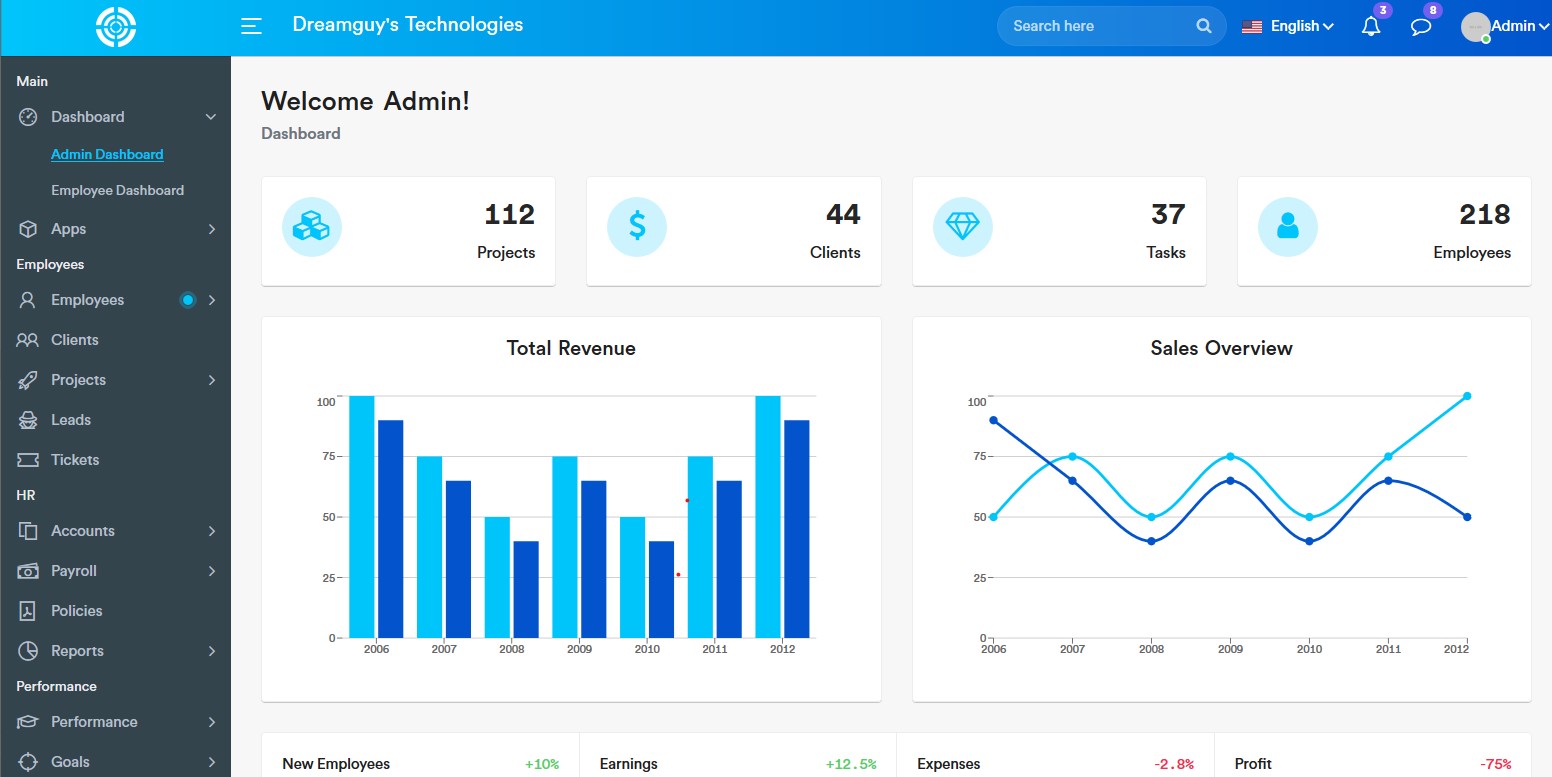 Dreamguy's Technologies
Search here
English
3
8
Admin
Main
Dashboard
Admin Dashboard
Employee Dashboard
Apps
Employees
Employees
Clients
Projects
Leads
Tickets
HR
Accounts
Payroll
Policies
Reports
Performance
Performance
Goals
Welcome Admin!
Dashboard
112
Projects
44
Clients
37
Tasks
218
Employees
Total Revenue
100
75
50
25
0
2006 2007 2008 2009 2010 2011 2012
Sales Overview
100
75
50
25
0
2006 2007 2008 2009 2010 2011 2012
New Employees +10%
Earnings +12.5%
Expenses -2.8%
Profit -75%